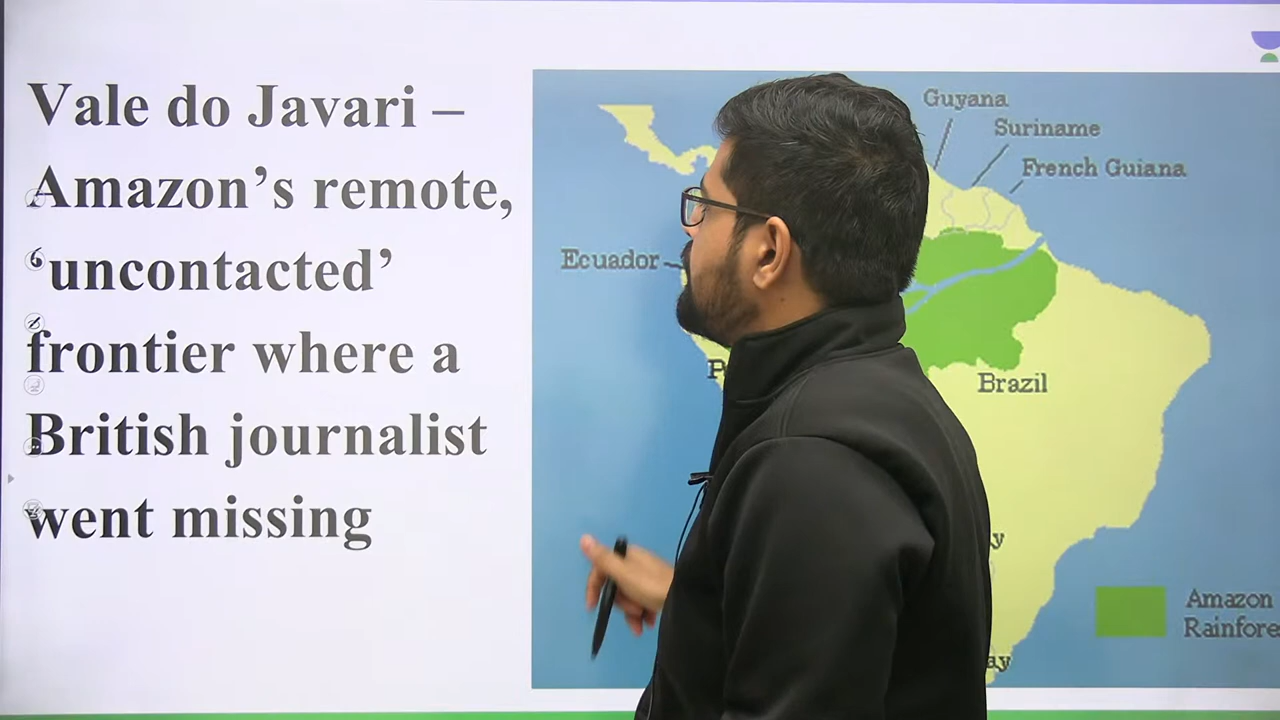 Vale do Javari –
Amazon’s remote,
‘uncontacted’
frontier where a
British journalist
went missing
Guyana
Suriname
French Guiana
Ecuador
Brazil
Amazon